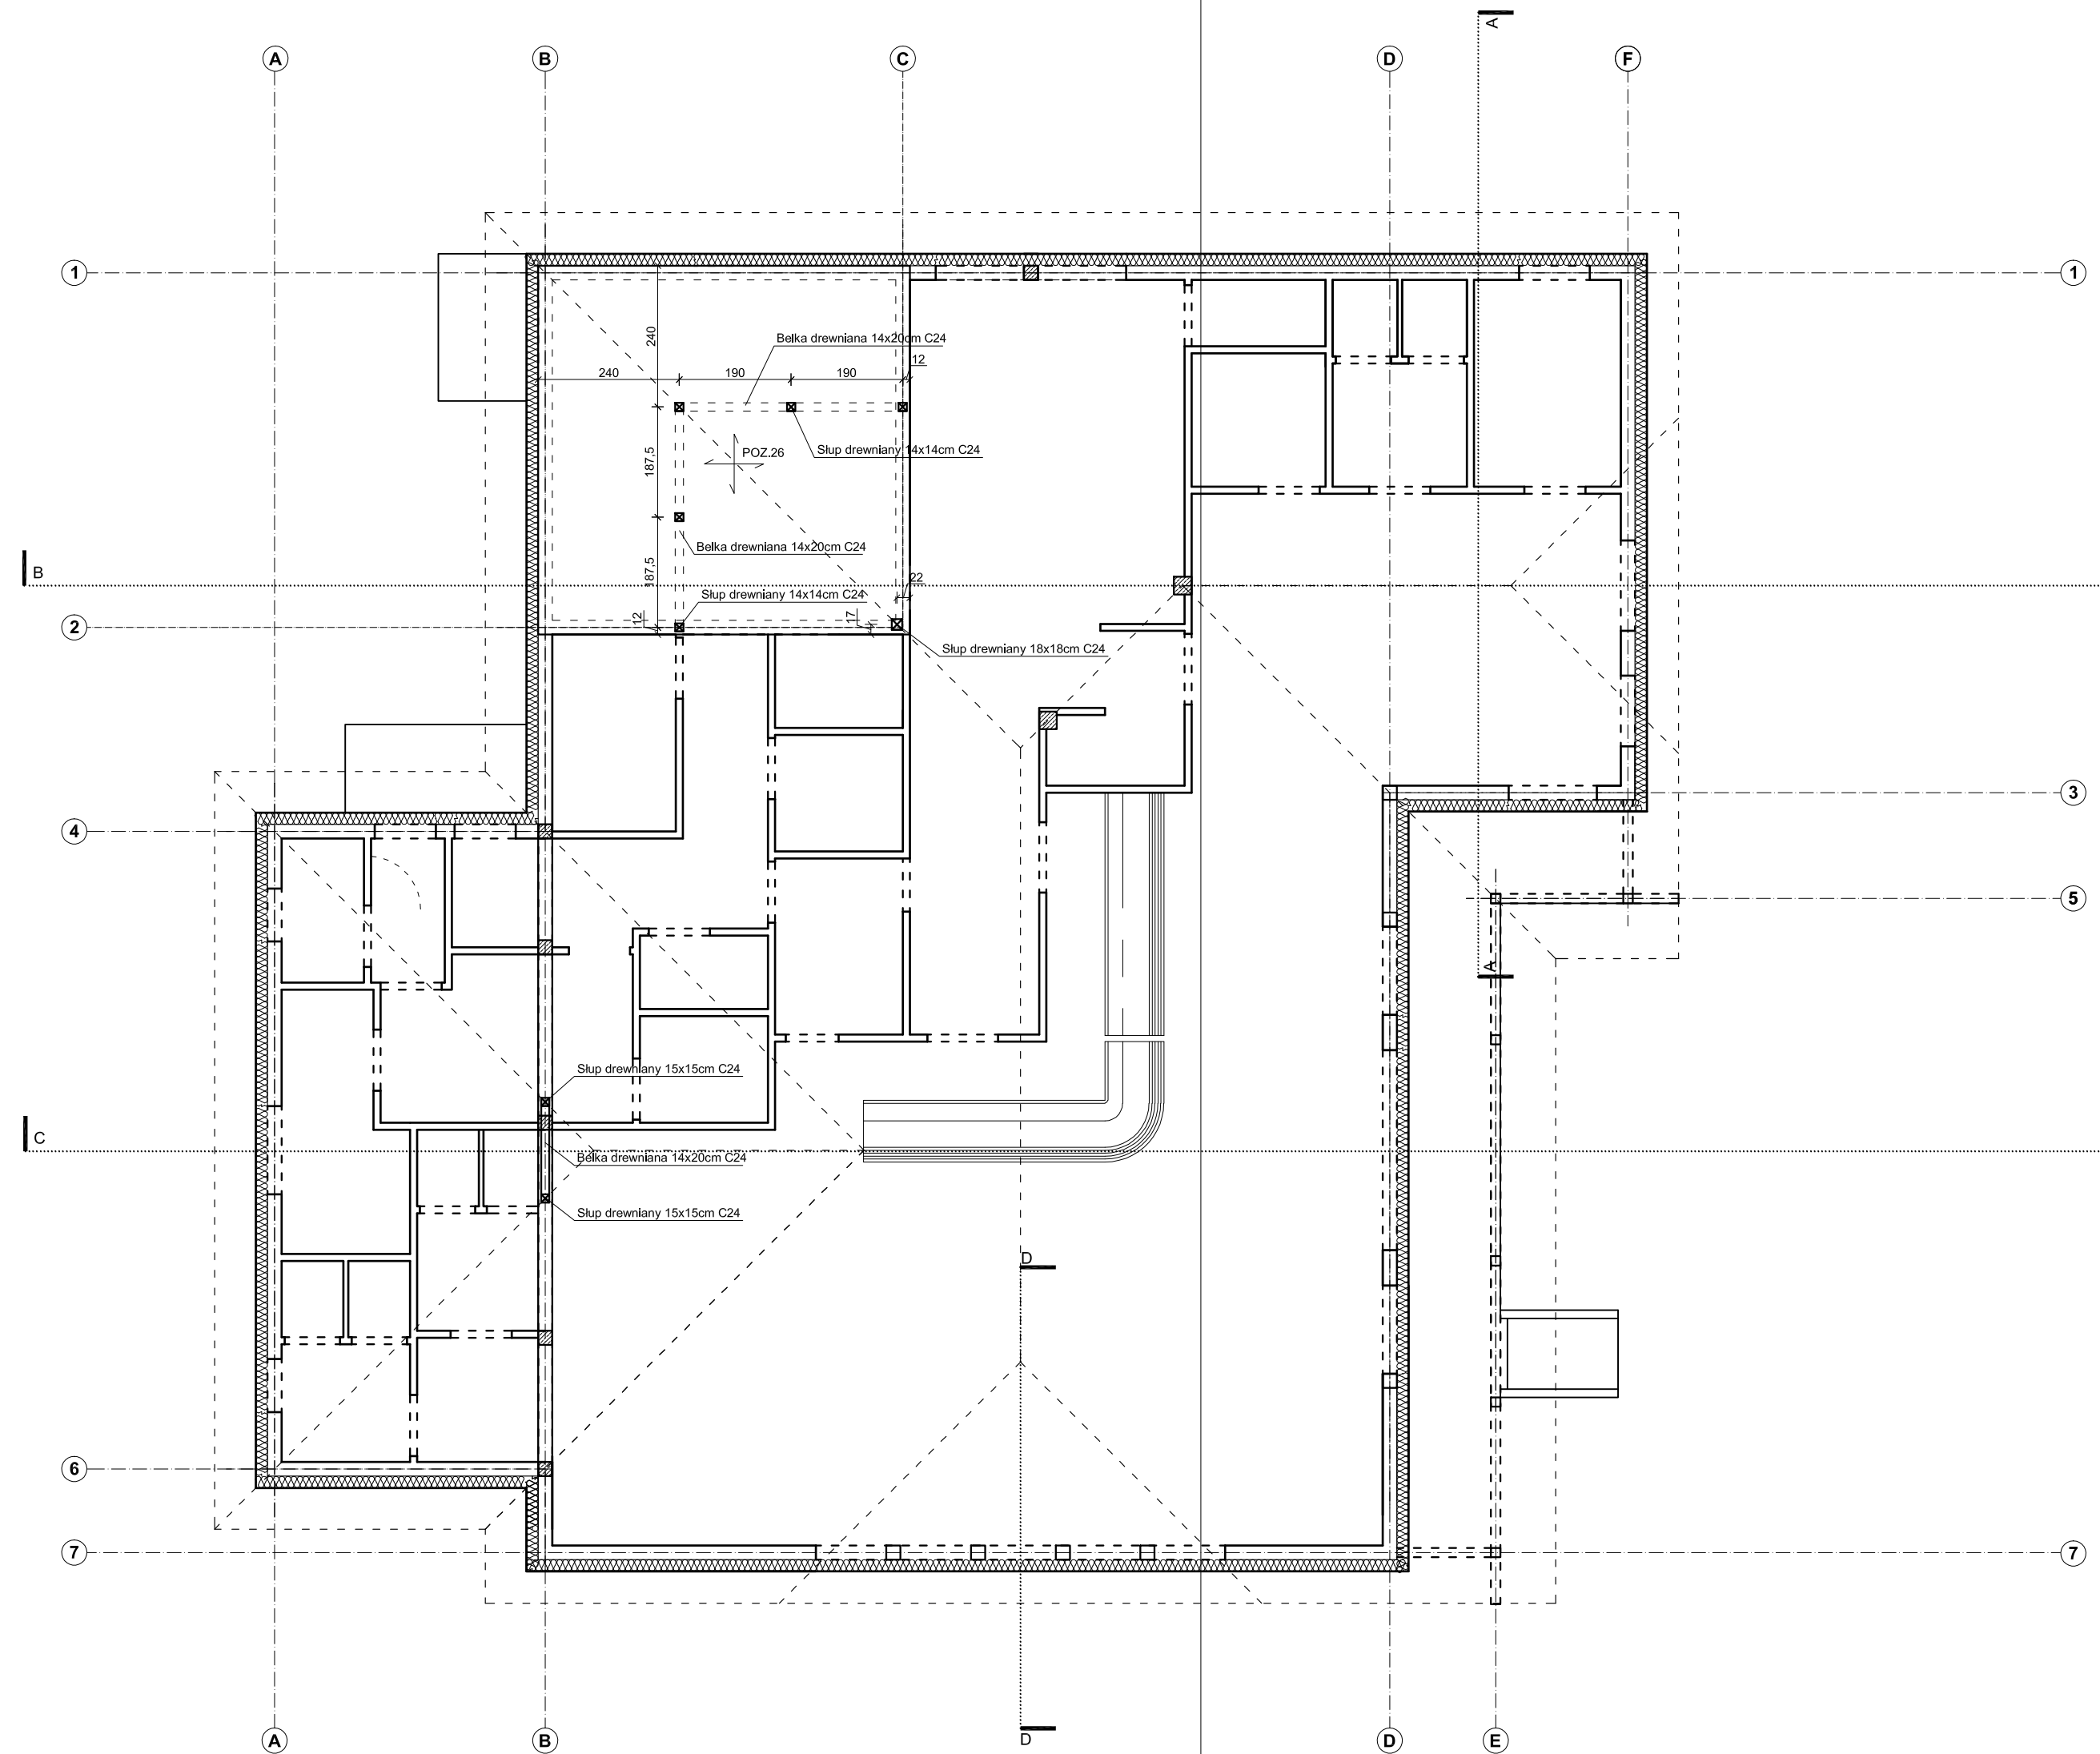 A
A
B
C
D
F
1
1
240
Belka drewniana 14x20cm C24
12
240
190
190
Słup drewniany 14x14cm C24
POZ.26
187,5
Belka drewniana 14x20cm C24
B
187,5
22
Słup drewniany 14x14cm C24
12
17
2
Słup drewniany 18x18cm C24
3
4
5
A
Słup drewniany 15x15cm C24
C
Belka drewniana 14x20cm C24
Słup drewniany 15x15cm C24
D
6
7
7
D
A
B
D
E